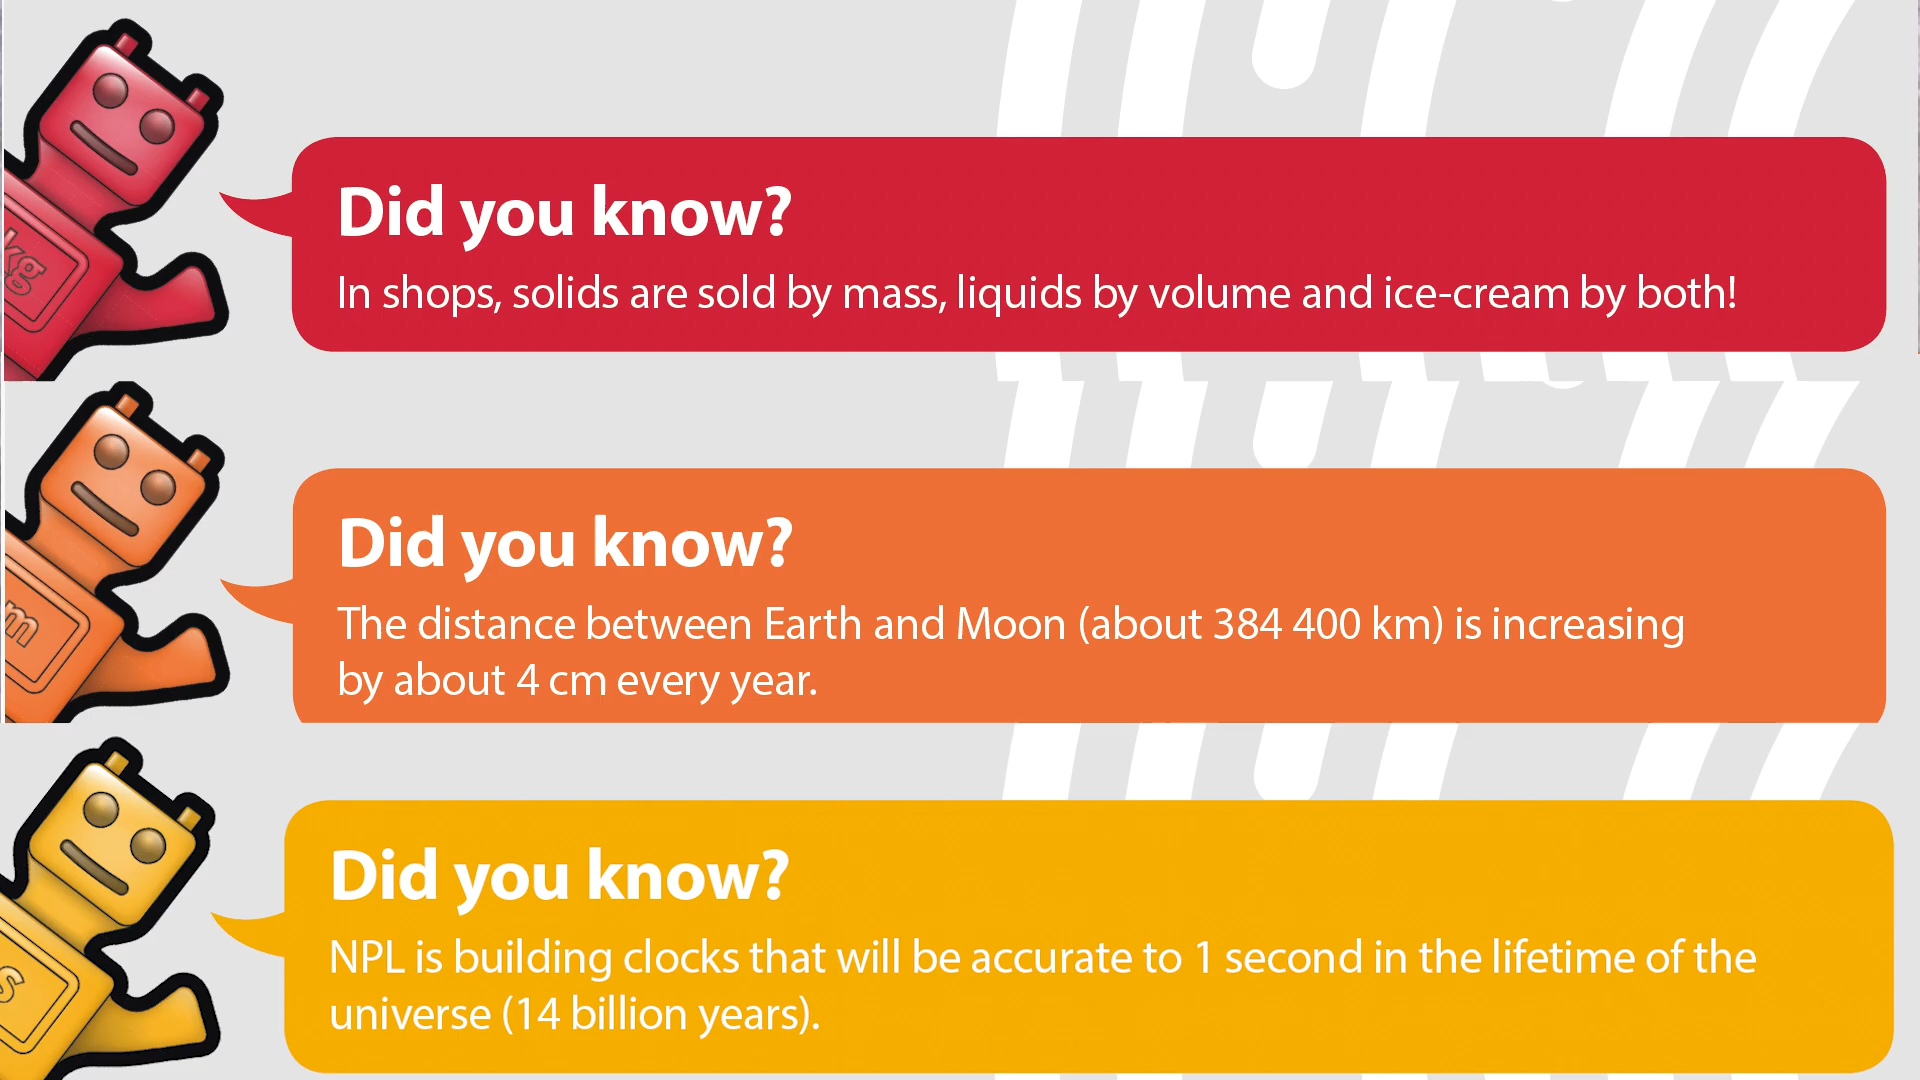 kg
Did you know?
In shops, solids are sold by mass, liquids by volume and ice-cream by both!
m
Did you know?
The distance between Earth and Moon (about 384 400 km) is increasing
by about 4 cm every year.
s
Did you know?
NPL is building clocks that will be accurate to 1 second in the lifetime of the
universe (14 billion years).